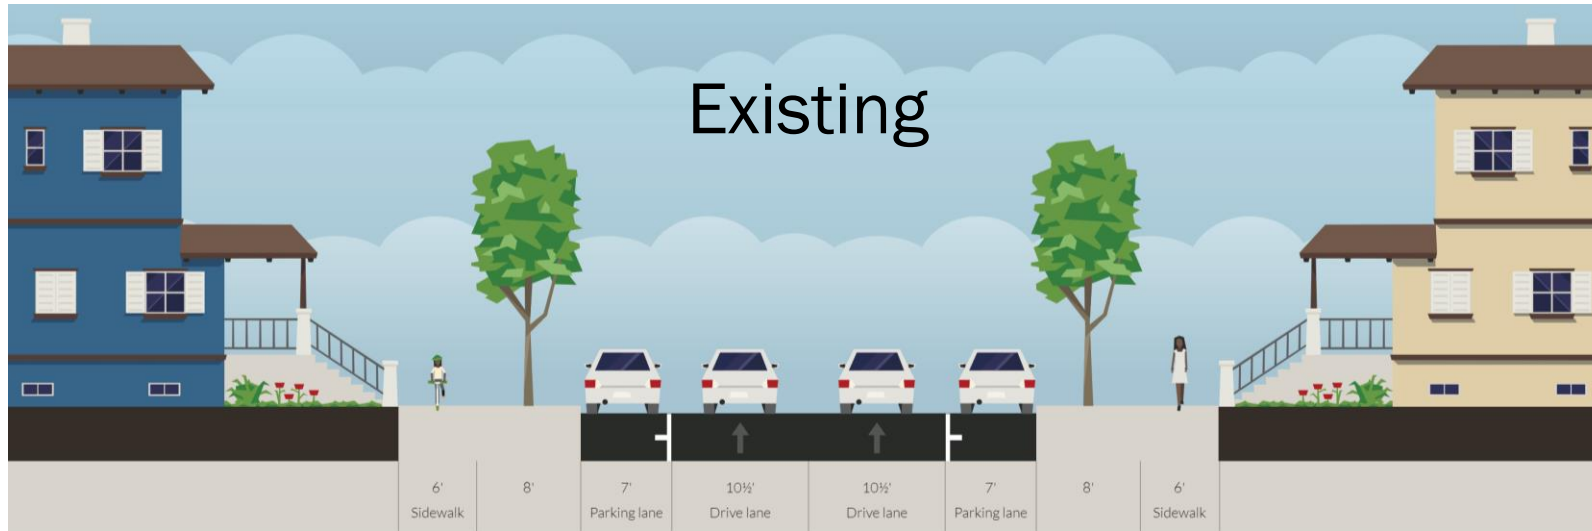 Existing
6'
Sidewalk
8'
7'
Parking lane
10½'
Drive lane
10½'
Drive lane
7'
Parking lane
8'
6'
Sidewalk